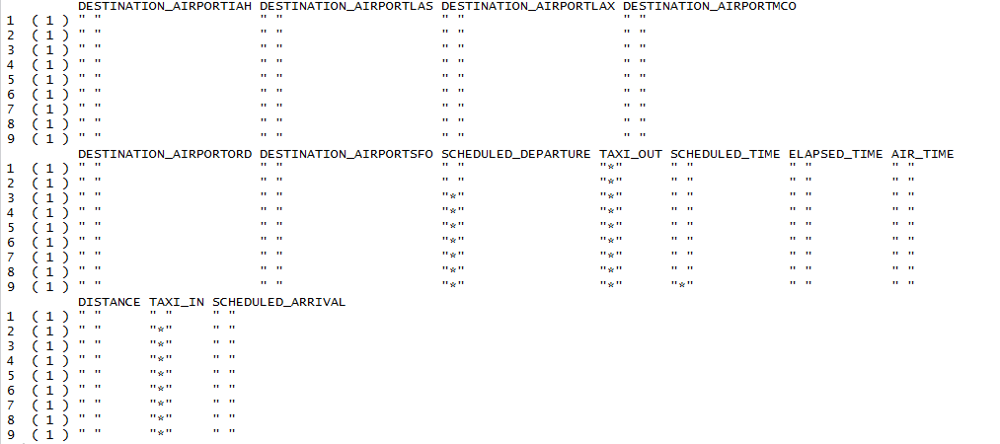 DESTINATION_AIRPORTIAH DESTINATION_AIRPORTLAS DESTINATION_AIRPORTLAX DESTINATION_AIRPORTMCO
1  ( 1 ) " " " " " " " "
2  ( 1 ) " " " " " " " "
3  ( 1 ) " " " " " " " "
4  ( 1 ) " " " " " " " "
5  ( 1 ) " " " " " " " "
6  ( 1 ) " " " " " " " "
7  ( 1 ) " " " " " " " "
8  ( 1 ) " " " " " " " "
9  ( 1 ) " " " " " " " "
DESTINATION_AIRPORTORD DESTINATION_AIRPORTSFO SCHEDULED_DEPARTURE TAXI_OUT SCHEDULED_TIME ELAPSED_TIME AIR_TIME
1  ( 1 ) " " " " " " "*" " " " " " "
2  ( 1 ) " " " " " " "*" " " " " " "
3  ( 1 ) " " " " "*" "*" " " " " " "
4  ( 1 ) " " " " "*" "*" " " " " " "
5  ( 1 ) " " " " "*" "*" " " " " " "
6  ( 1 ) " " " " "*" "*" " " " " " "
7  ( 1 ) " " " " "*" "*" " " " " " "
8  ( 1 ) " " " " "*" "*" " " " " " "
9  ( 1 ) " " " " "*" "*" "*" " " " "
DISTANCE TAXI_IN SCHEDULED_ARRIVAL
1  ( 1 ) " " " " " "
2  ( 1 ) " " "*" " "
3  ( 1 ) " " "*" " "
4  ( 1 ) " " "*" " "
5  ( 1 ) " " "*" " "
6  ( 1 ) " " "*" " "
7  ( 1 ) " " "*" " "
8  ( 1 ) " " "*" " "
9  ( 1 ) " " "*" " "